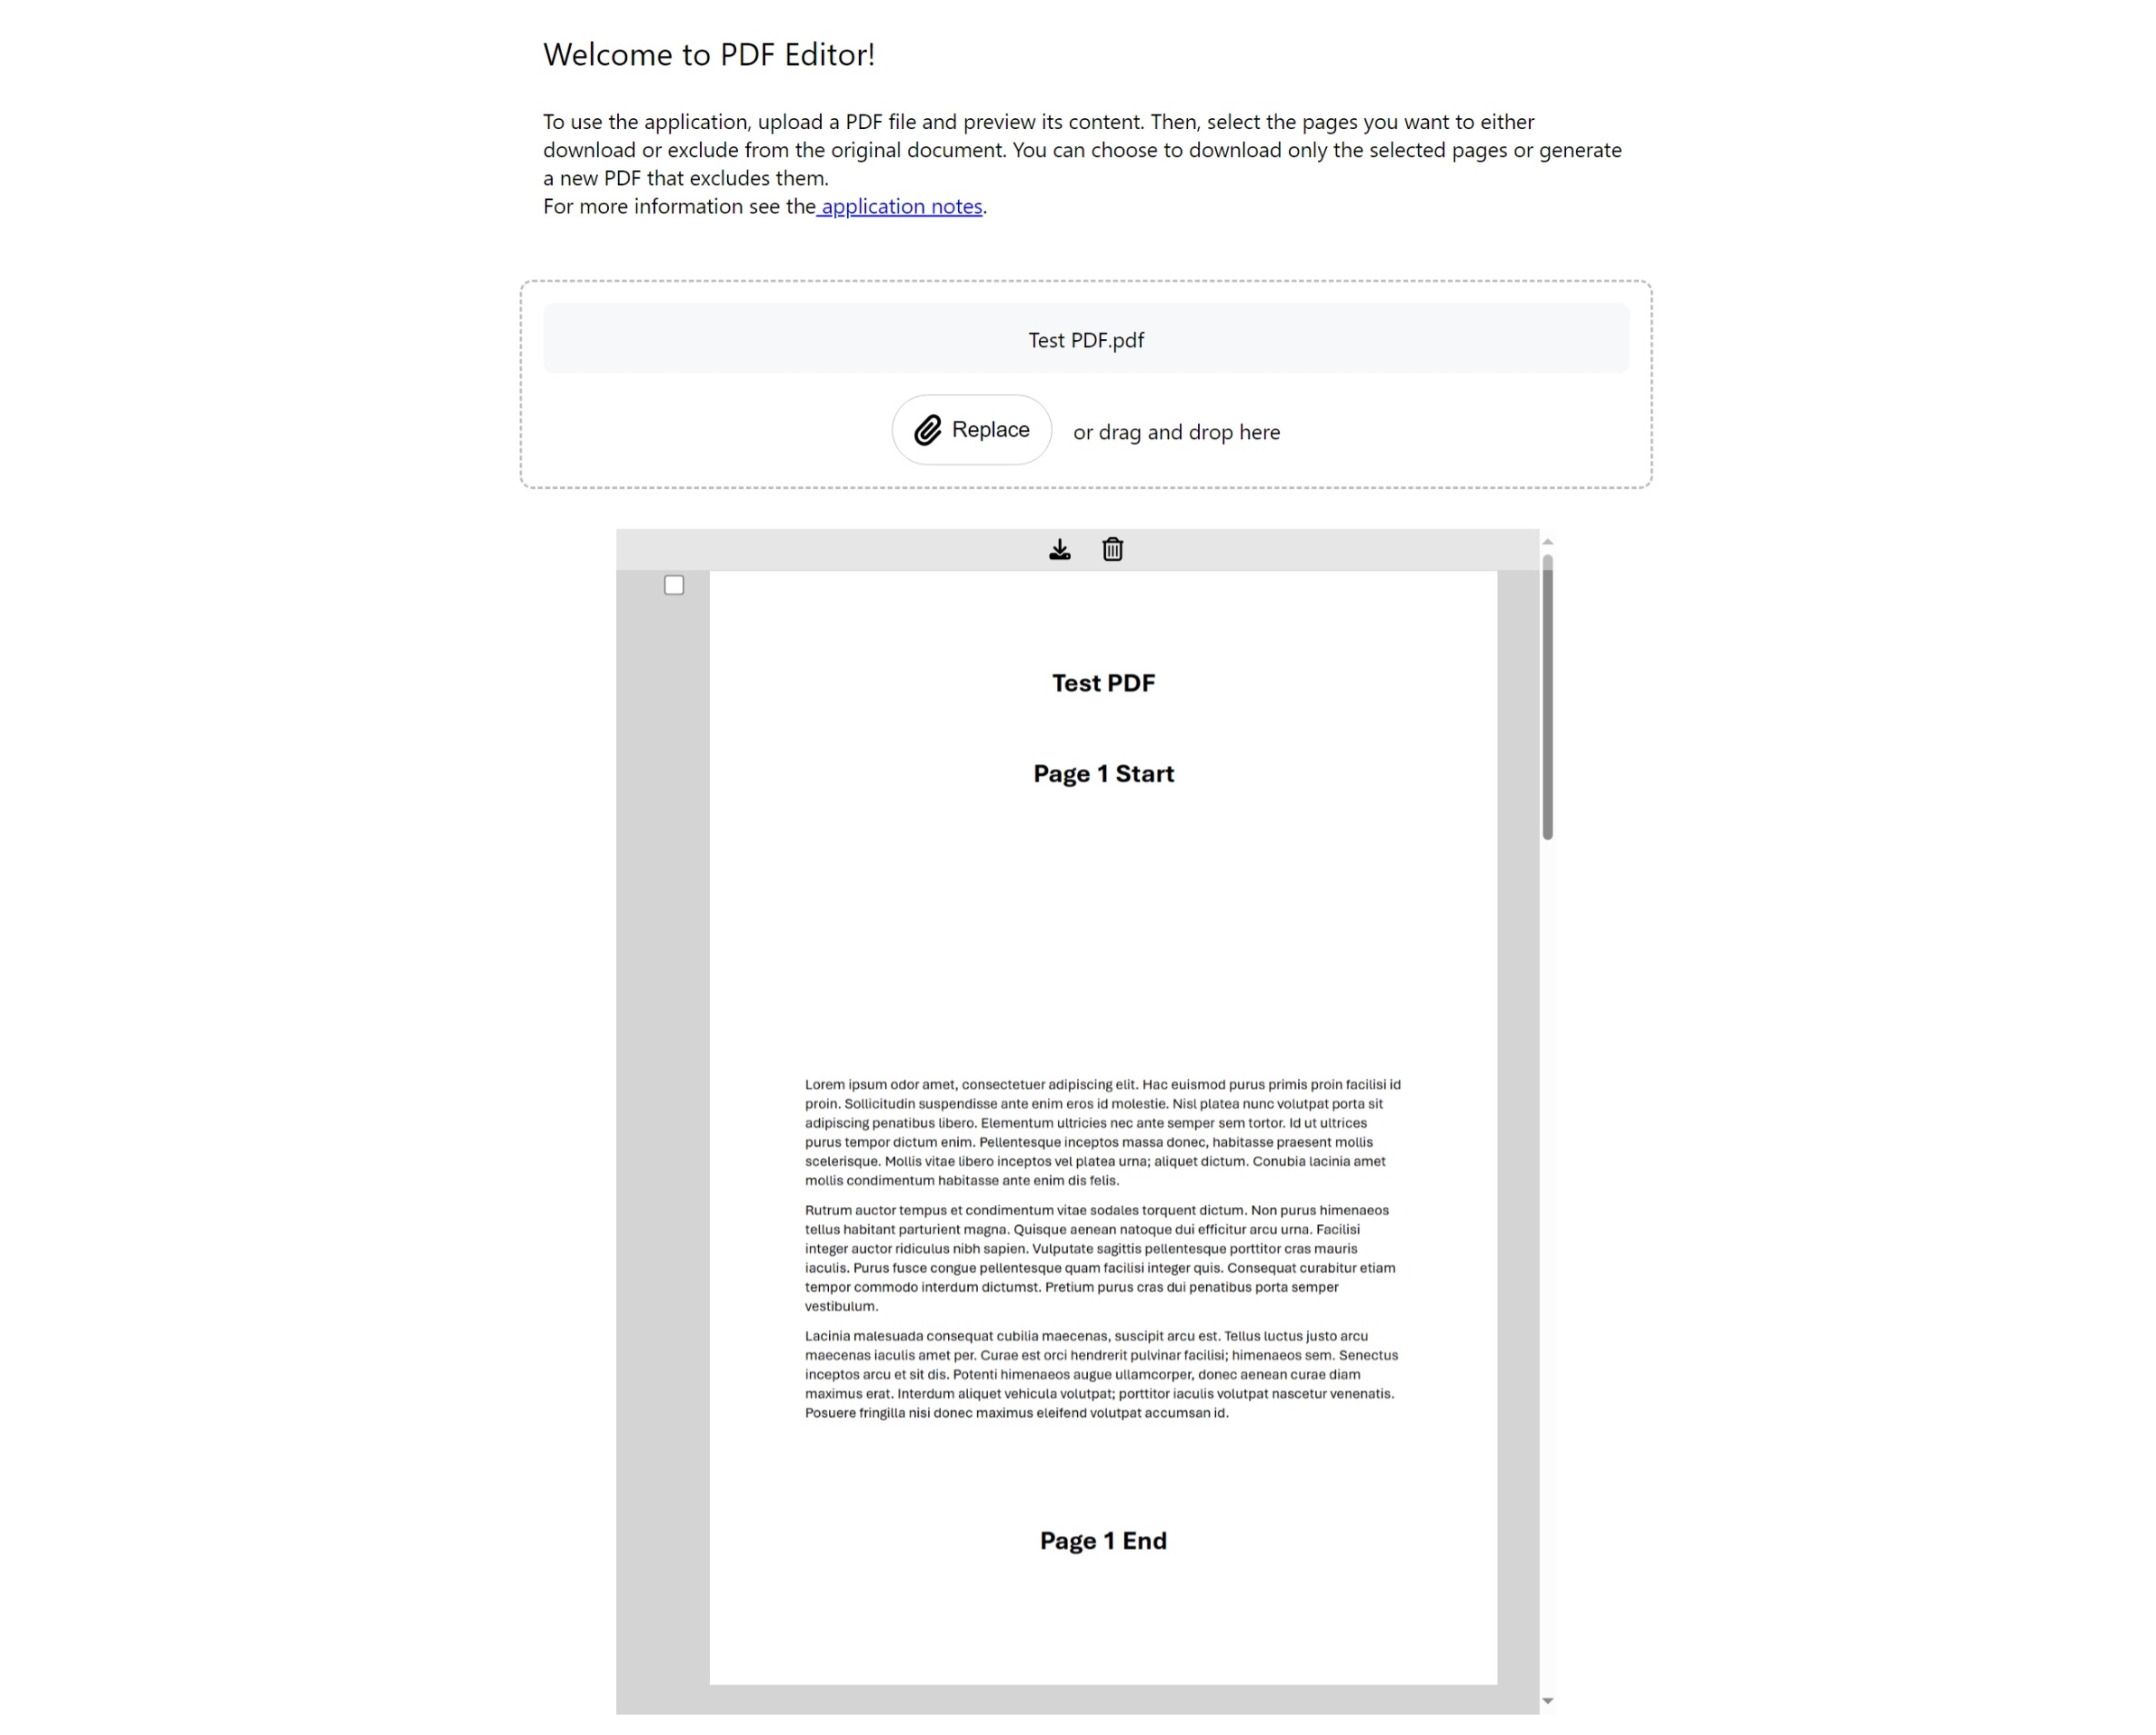 Welcome to PDF Editor!
To use the application, upload a PDF file and preview its content. Then, select the pages you want to either
download or exclude from the original document. You can choose to download only the selected pages or generate
a new PDF that excludes them.
For more information see the application notes.
Test PDF.pdf
Replace
or drag and drop here
Test PDF
Page 1 Start
Lorem ipsum odor amet, consectetuer adipiscing elit. Hac euismod purus primis proin facilisi id
proin. Sollicitudin suspendisse ante enim eros id molestie. Nisl platea nunc volutpat porta sit
adipiscing penatibus libero. Elementum ultricies nec ante semper sem tortor. Id ut ultrices
purus tempor dictum enim. Pellentesque inceptos massa donec, habitasse praesent mollis
scelerisque. Mollis vitae libero inceptos vel platea urna; aliquet dictum. Conubia lacinia amet
mollis condimentum habitasse ante enim dis felis.
Rutrum auctor tempus et condimentum vitae sodales torquent dictum. Non purus himenaeos
tellus habitant parturient magna. Quisque aenean natoque dui efficitur arcu urna. Facilisi
integer auctor ridiculus nibh sapien. Vulputate sagittis pellentesque porttitor cras mauris
iaculis. Purus fusce congue pellentesque quam facilisi integer quis. Consequat curabitur etiam
tempor commodo interdum dictumst. Pretium purus cras dui penatibus porta semper
vestibulum.
Lacinia malesuada consequat cubilia maecenas, suscipit arcu est. Tellus luctus justo arcu
maecenas iaculis amet per. Curae est orci hendrerit pulvinar facilisi; himenaeos sem. Senectus
inceptos arcu et sit dis. Potenti himenaeos augue ullamcorper, donec aenean curae diam
maximus erat. Interdum aliquet vehicula volutpat; porttitor iaculis volutpat nascetur venenatis.
Posuere fringilla nisi donec maximus eleifend volutpat accumsan id.
Page 1 End